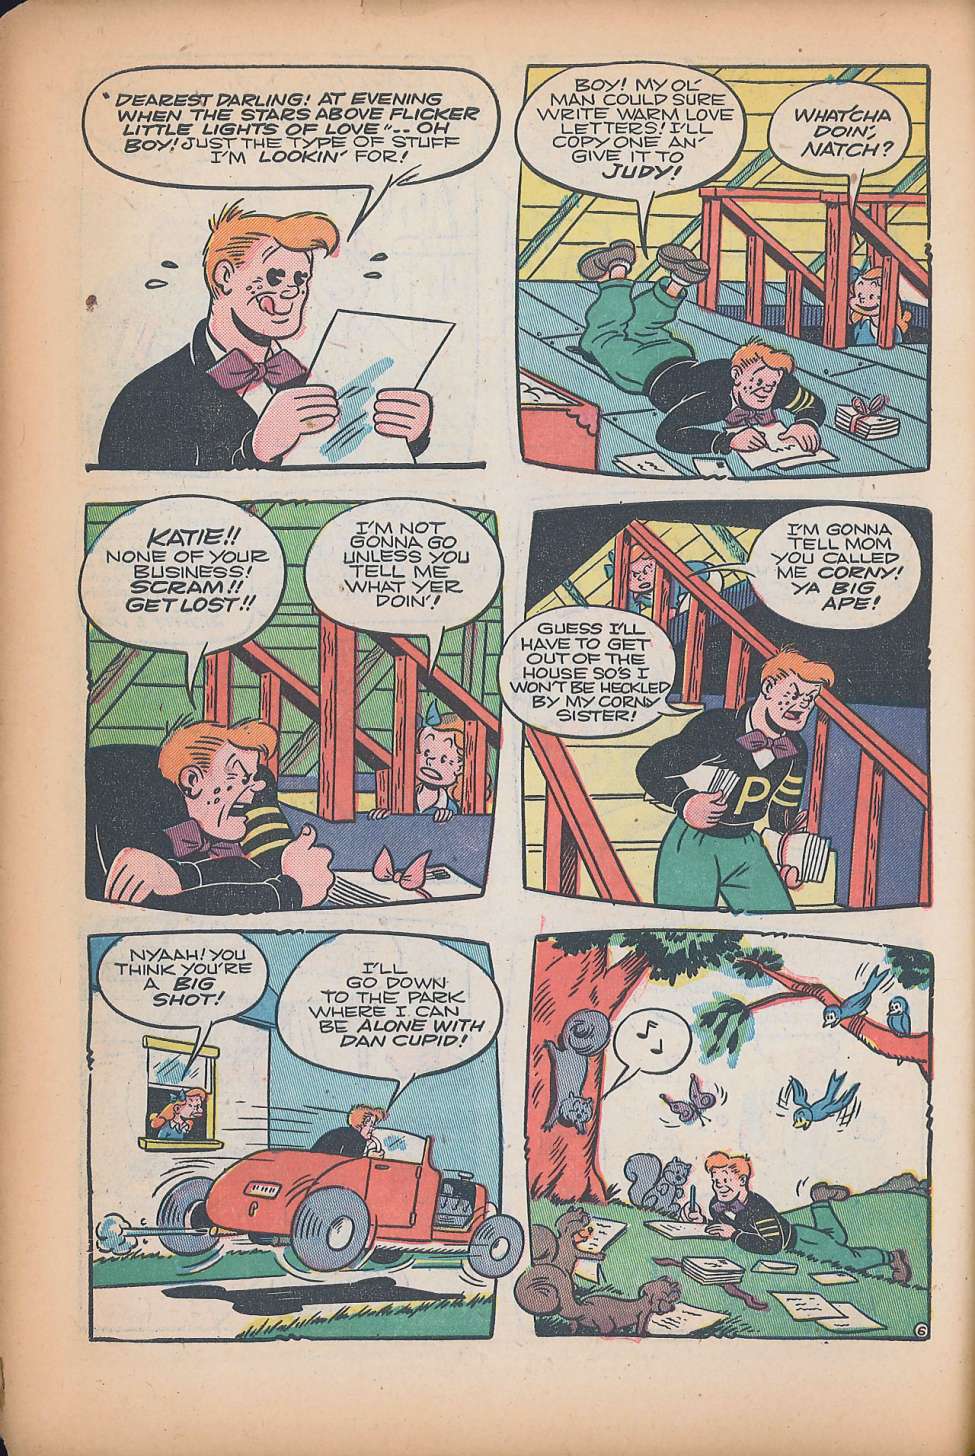 "DEAREST DARLING! AT EVENING
WHEN THE STARS ABOVE FLICKER
LITTLE LIGHTS OF LOVE"-- OH
BOY! JUST THE TYPE OF STUFF
I'M LOOKIN' FOR!
BOY! MY OL'
MAN COULD SURE
WRITE WARM LOVE
LETTERS! I'LL
COPY ONE AN'
GIVE IT TO
JUDY!
WHATCHA
DOIN',
NATCH?
KATIE!!
NONE OF YOUR
BUSINESS!
SCRAM!!
GET LOST!!
I'M NOT
GONNA GO
UNLESS YOU
TELL ME
WHAT YER
DOIN'!
I'M GONNA
TELL MOM
YOU CALLED
ME CORNY!
YA BIG
APE!
GUESS I'LL
HAVE TO GET
OUT OF THE
HOUSE SO'S I
WON'T BE HECKLED
BY MY CORNY
SISTER!
P
NYAAH! YOU
THINK YOU'RE
A BIG
SHOT!
I'LL
GO DOWN
TO THE PARK
WHERE I CAN
BE ALONE WITH
DAN CUPID!
6